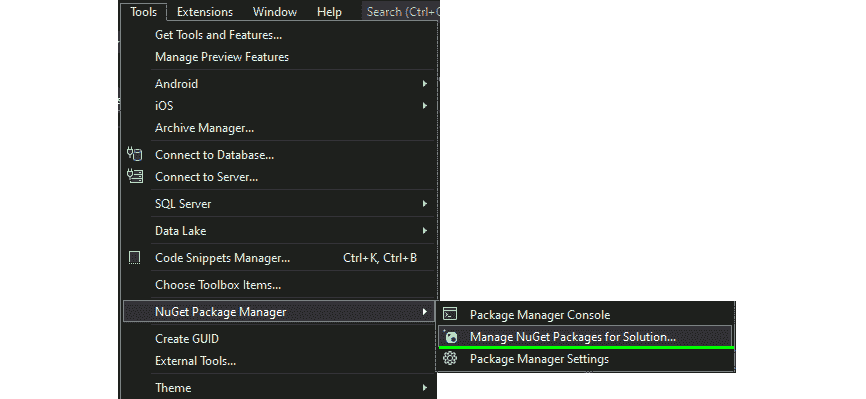 Tools Extensions Window Help Search (Ctrl+
Get Tools and Features...
Manage Preview Features
Android
iOS
Archive Manager...
Connect to Database...
Connect to Server...
SQL Server
Data Lake
Code Snippets Manager... Ctrl+K, Ctrl+B
Choose Toolbox Items...
NuGet Package Manager
Package Manager Console
Manage NuGet Packages for Solution...
Package Manager Settings
Create GUID
External Tools...
Theme